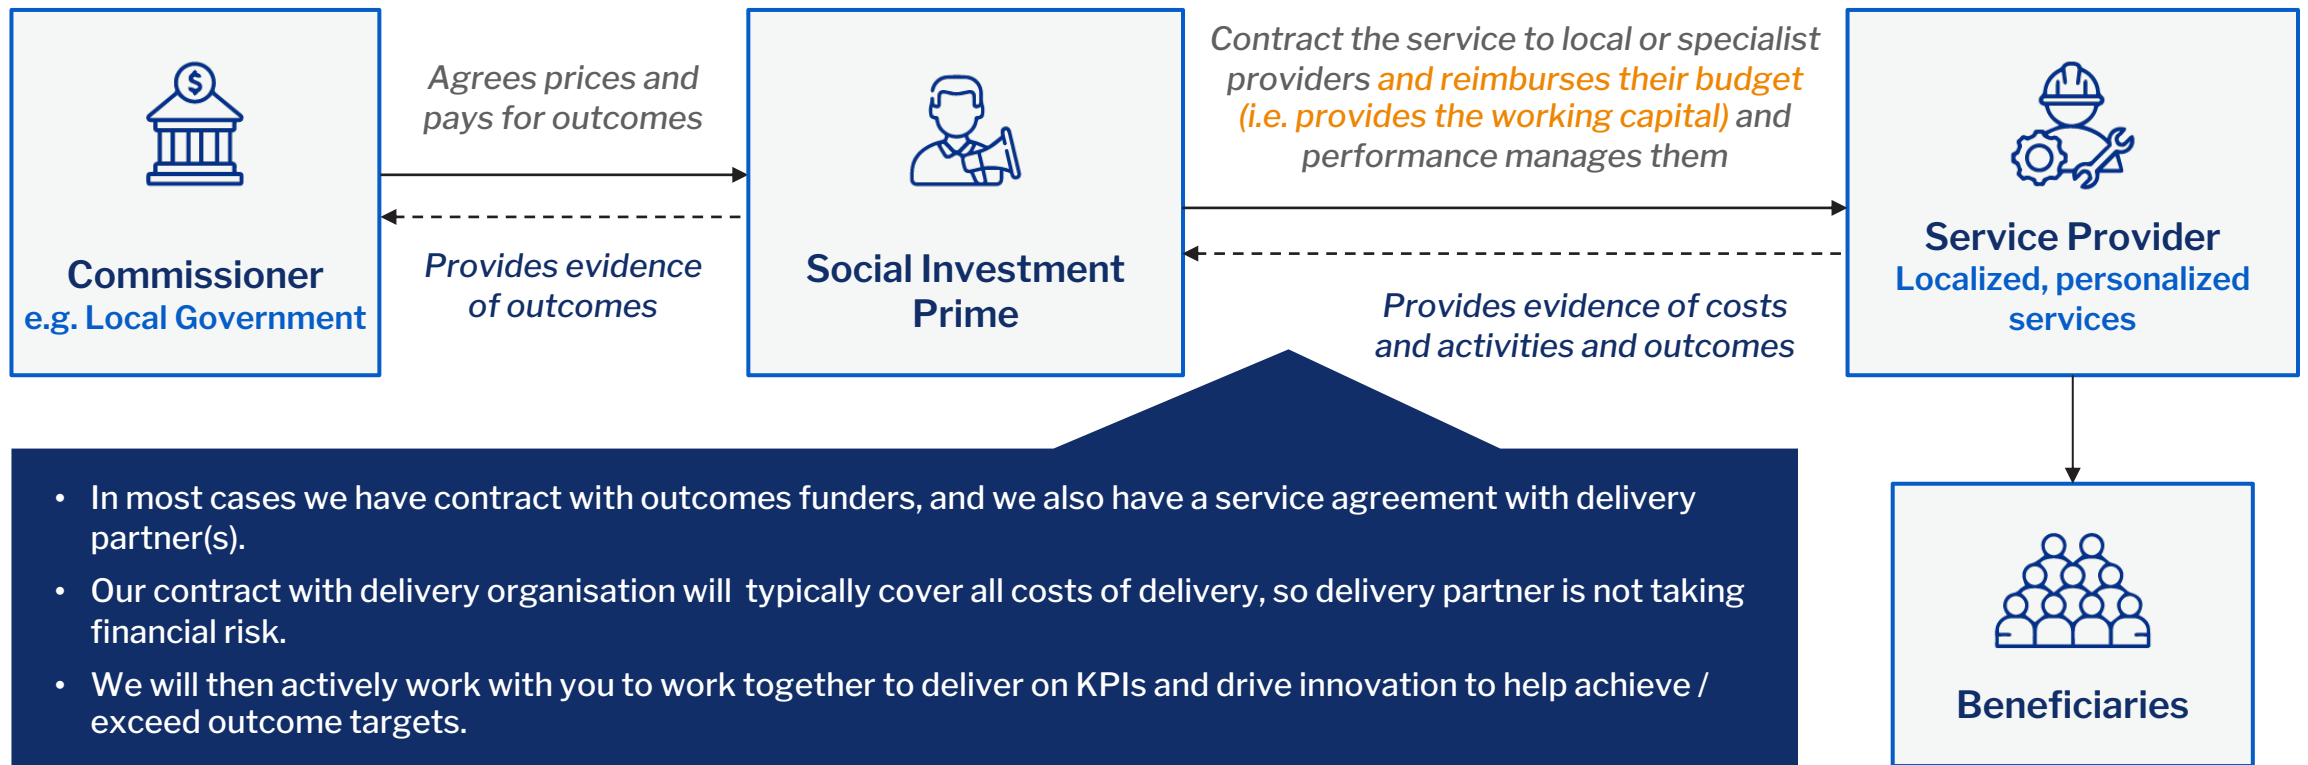 Commissioner
e.g. Local Government
Agrees prices and
pays for outcomes
Provides evidence
of outcomes
Social Investment
Prime
Contract the service to local or specialist
providers and reimburses their budget
(i.e. provides the working capital) and
performance manages them
Provides evidence of costs
and activities and outcomes
Service Provider
Localized, personalized
services
• In most cases we have contract with outcomes funders, and we also have a service agreement with delivery
partner(s).
• Our contract with delivery organisation will  typically cover all costs of delivery, so delivery partner is not taking
financial risk.
• We will then actively work with you to work together to deliver on KPIs and drive innovation to help achieve /
exceed outcome targets.
Beneficiaries